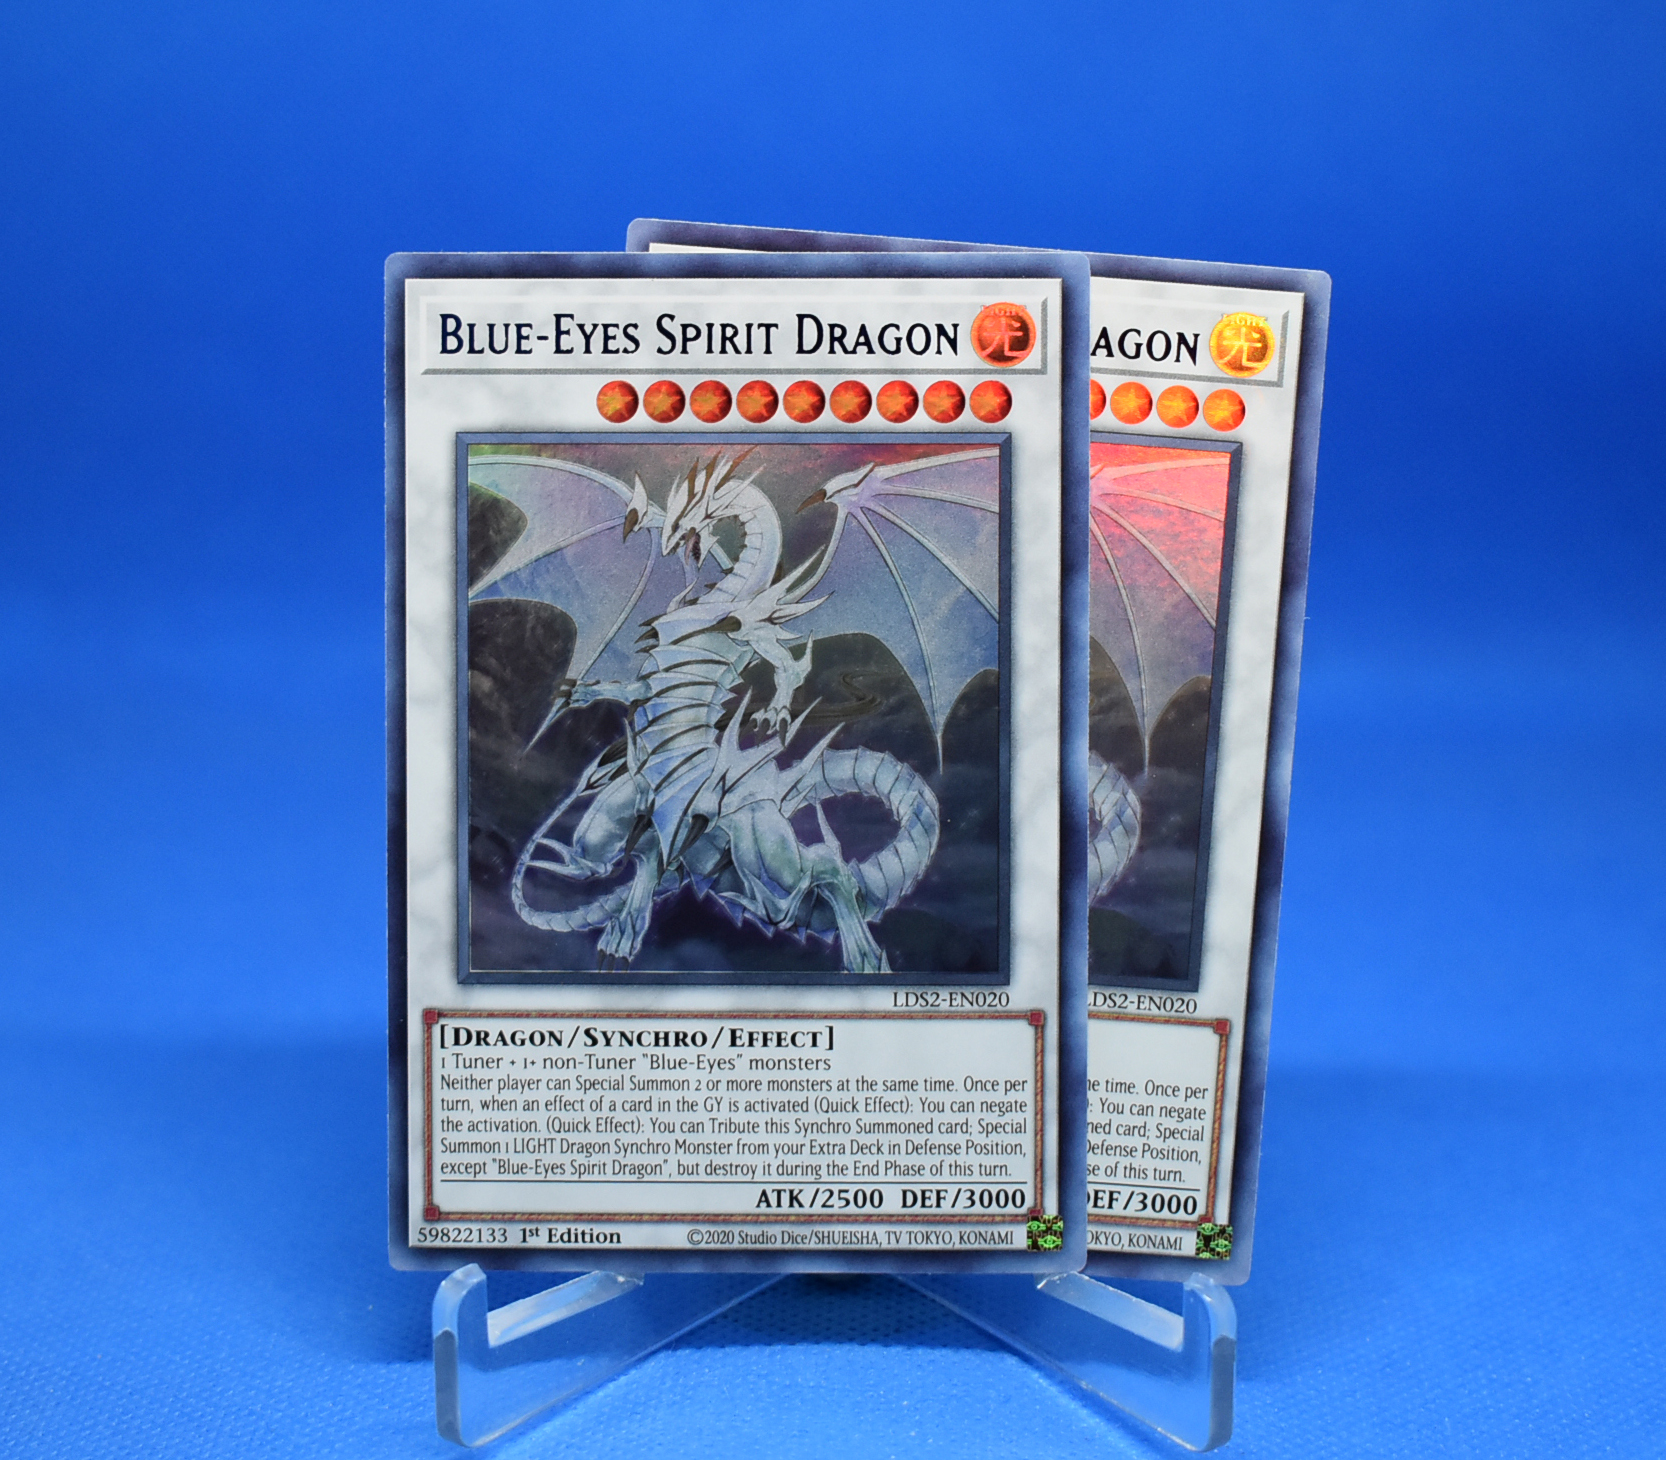 BLUE-EYES SPIRIT DRAGON
LIGHT
光
LDS2-EN020
[DRAGON/SYNCHRO/EFFECT]
1 Tuner + 1+ non-Tuner "Blue-Eyes" monsters
Neither player can Special Summon 2 or more monsters at the same time. Once per
turn, when an effect of a card in the GY is activated (Quick Effect): You can negate
the activation. (Quick Effect): You can Tribute this Synchro Summoned card; Special
Summon 1 LIGHT Dragon Synchro Monster from your Extra Deck in Defense Position,
except "Blue-Eyes Spirit Dragon", but destroy it during the End Phase of this turn.
ATK/2500 DEF/3000
59822133 1st Edition ©2020 Studio Dice/SHUEISHA, TV TOKYO, KONAMI
AGON
LIGHT
光
LDS2-EN020
e time. Once per
: You can negate
ned card; Special
Defense Position,
se of this turn.
DEF/3000
OKYO, KONAMI